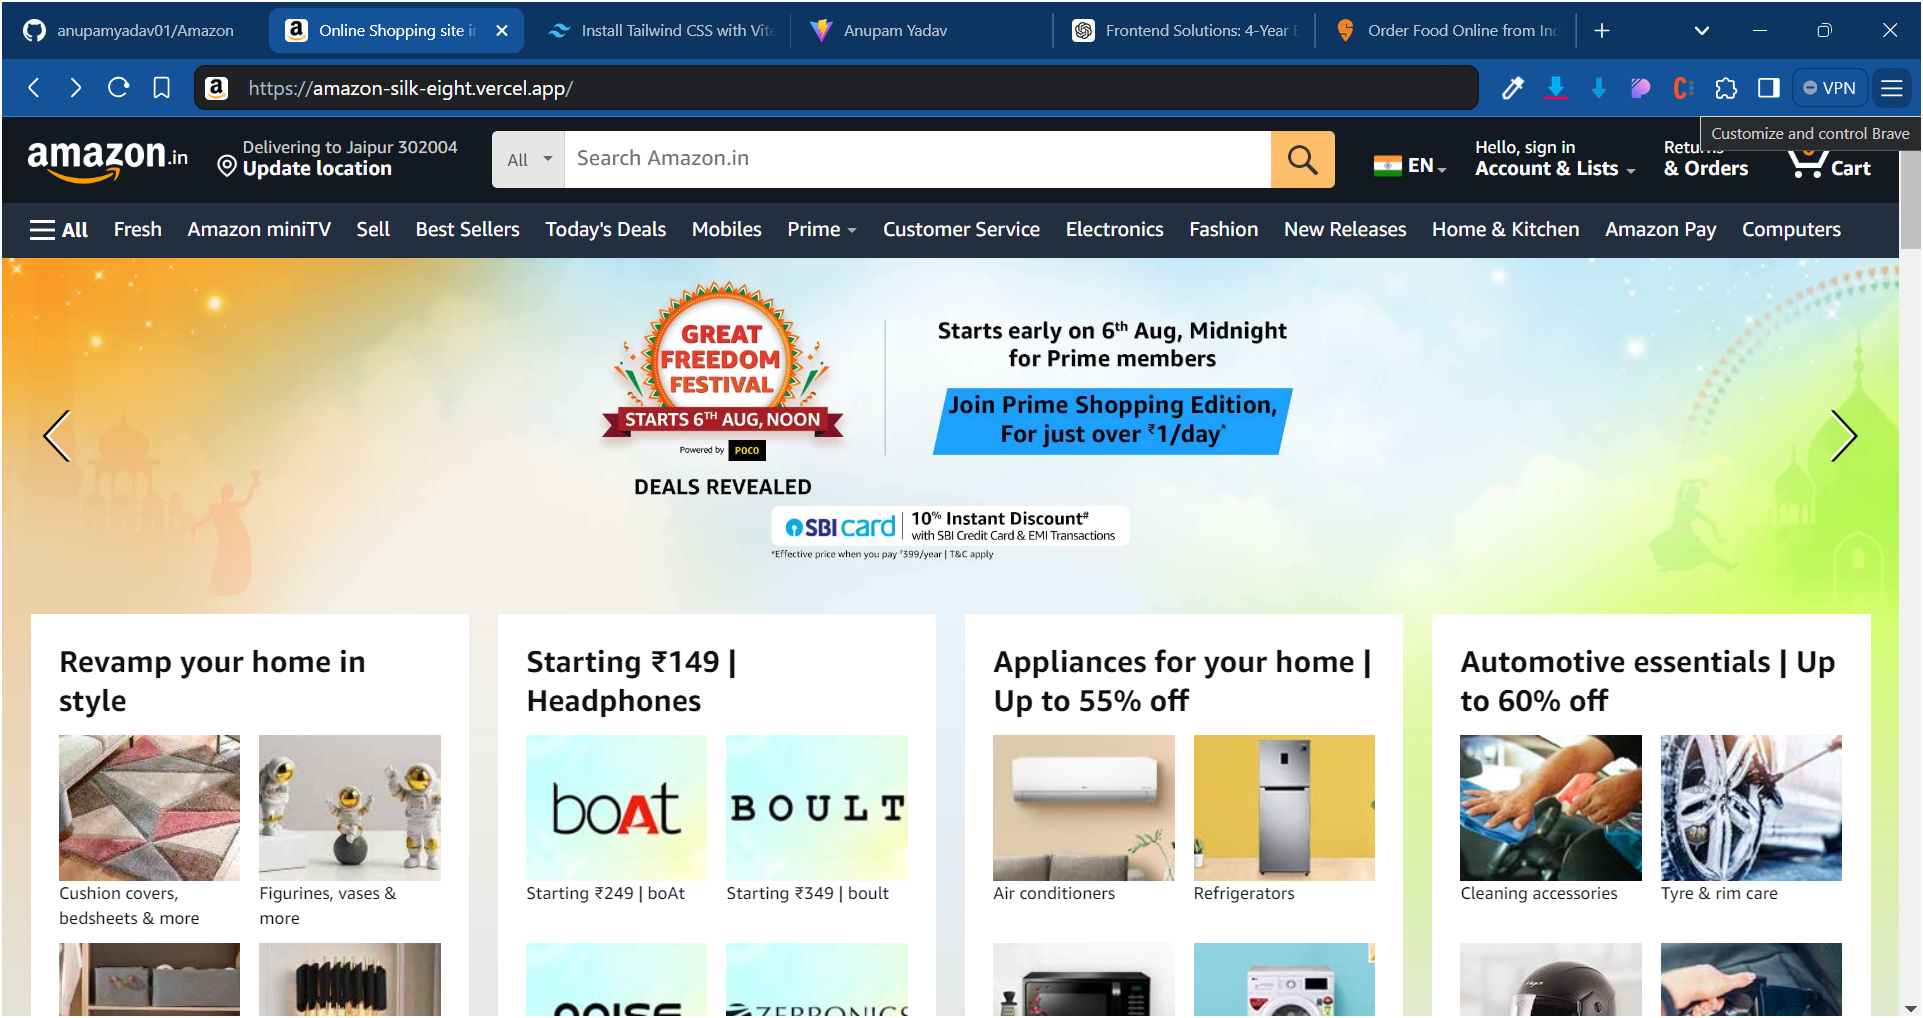 anupamyadav01/Amazon
Online Shopping site in
Install Tailwind CSS with Vite
Anupam Yadav
Frontend Solutions: 4-Year
Order Food Online from Ind
https://amazon-silk-eight.vercel.app/
VPN
Customize and control Brave
amazon.in
Delivering to Jaipur 302004
Update location
All
Search Amazon.in
EN
Hello, sign in
Account & Lists
& Orders
Cart
All
Fresh
Amazon miniTV
Sell
Best Sellers
Today's Deals
Mobiles
Prime
Customer Service
Electronics
Fashion
New Releases
Home & Kitchen
Amazon Pay
Computers
GREAT
FREEDOM
FESTIVAL
STARTS 6TH AUG, NOON
Powered by POCO
DEALS REVEALED
Starts early on 6th Aug, Midnight
for Prime members
Join Prime Shopping Edition,
For just over ₹1/day*
SBI card
10% Instant Discount#
with SBI Credit Card & EMI Transactions
*Effective price when you pay ₹399/year | T&C apply
Revamp your home in
style
Cushion covers,
bedsheets & more
Figurines, vases &
more
Starting ₹149 |
Headphones
boAt
BOULT
Starting ₹249 | boAt
Starting ₹349 | boult
noise
ZEBRONICS
Appliances for your home |
Up to 55% off
Air conditioners
Refrigerators
Automotive essentials | Up
to 60% off
Cleaning accessories
Tyre & rim care